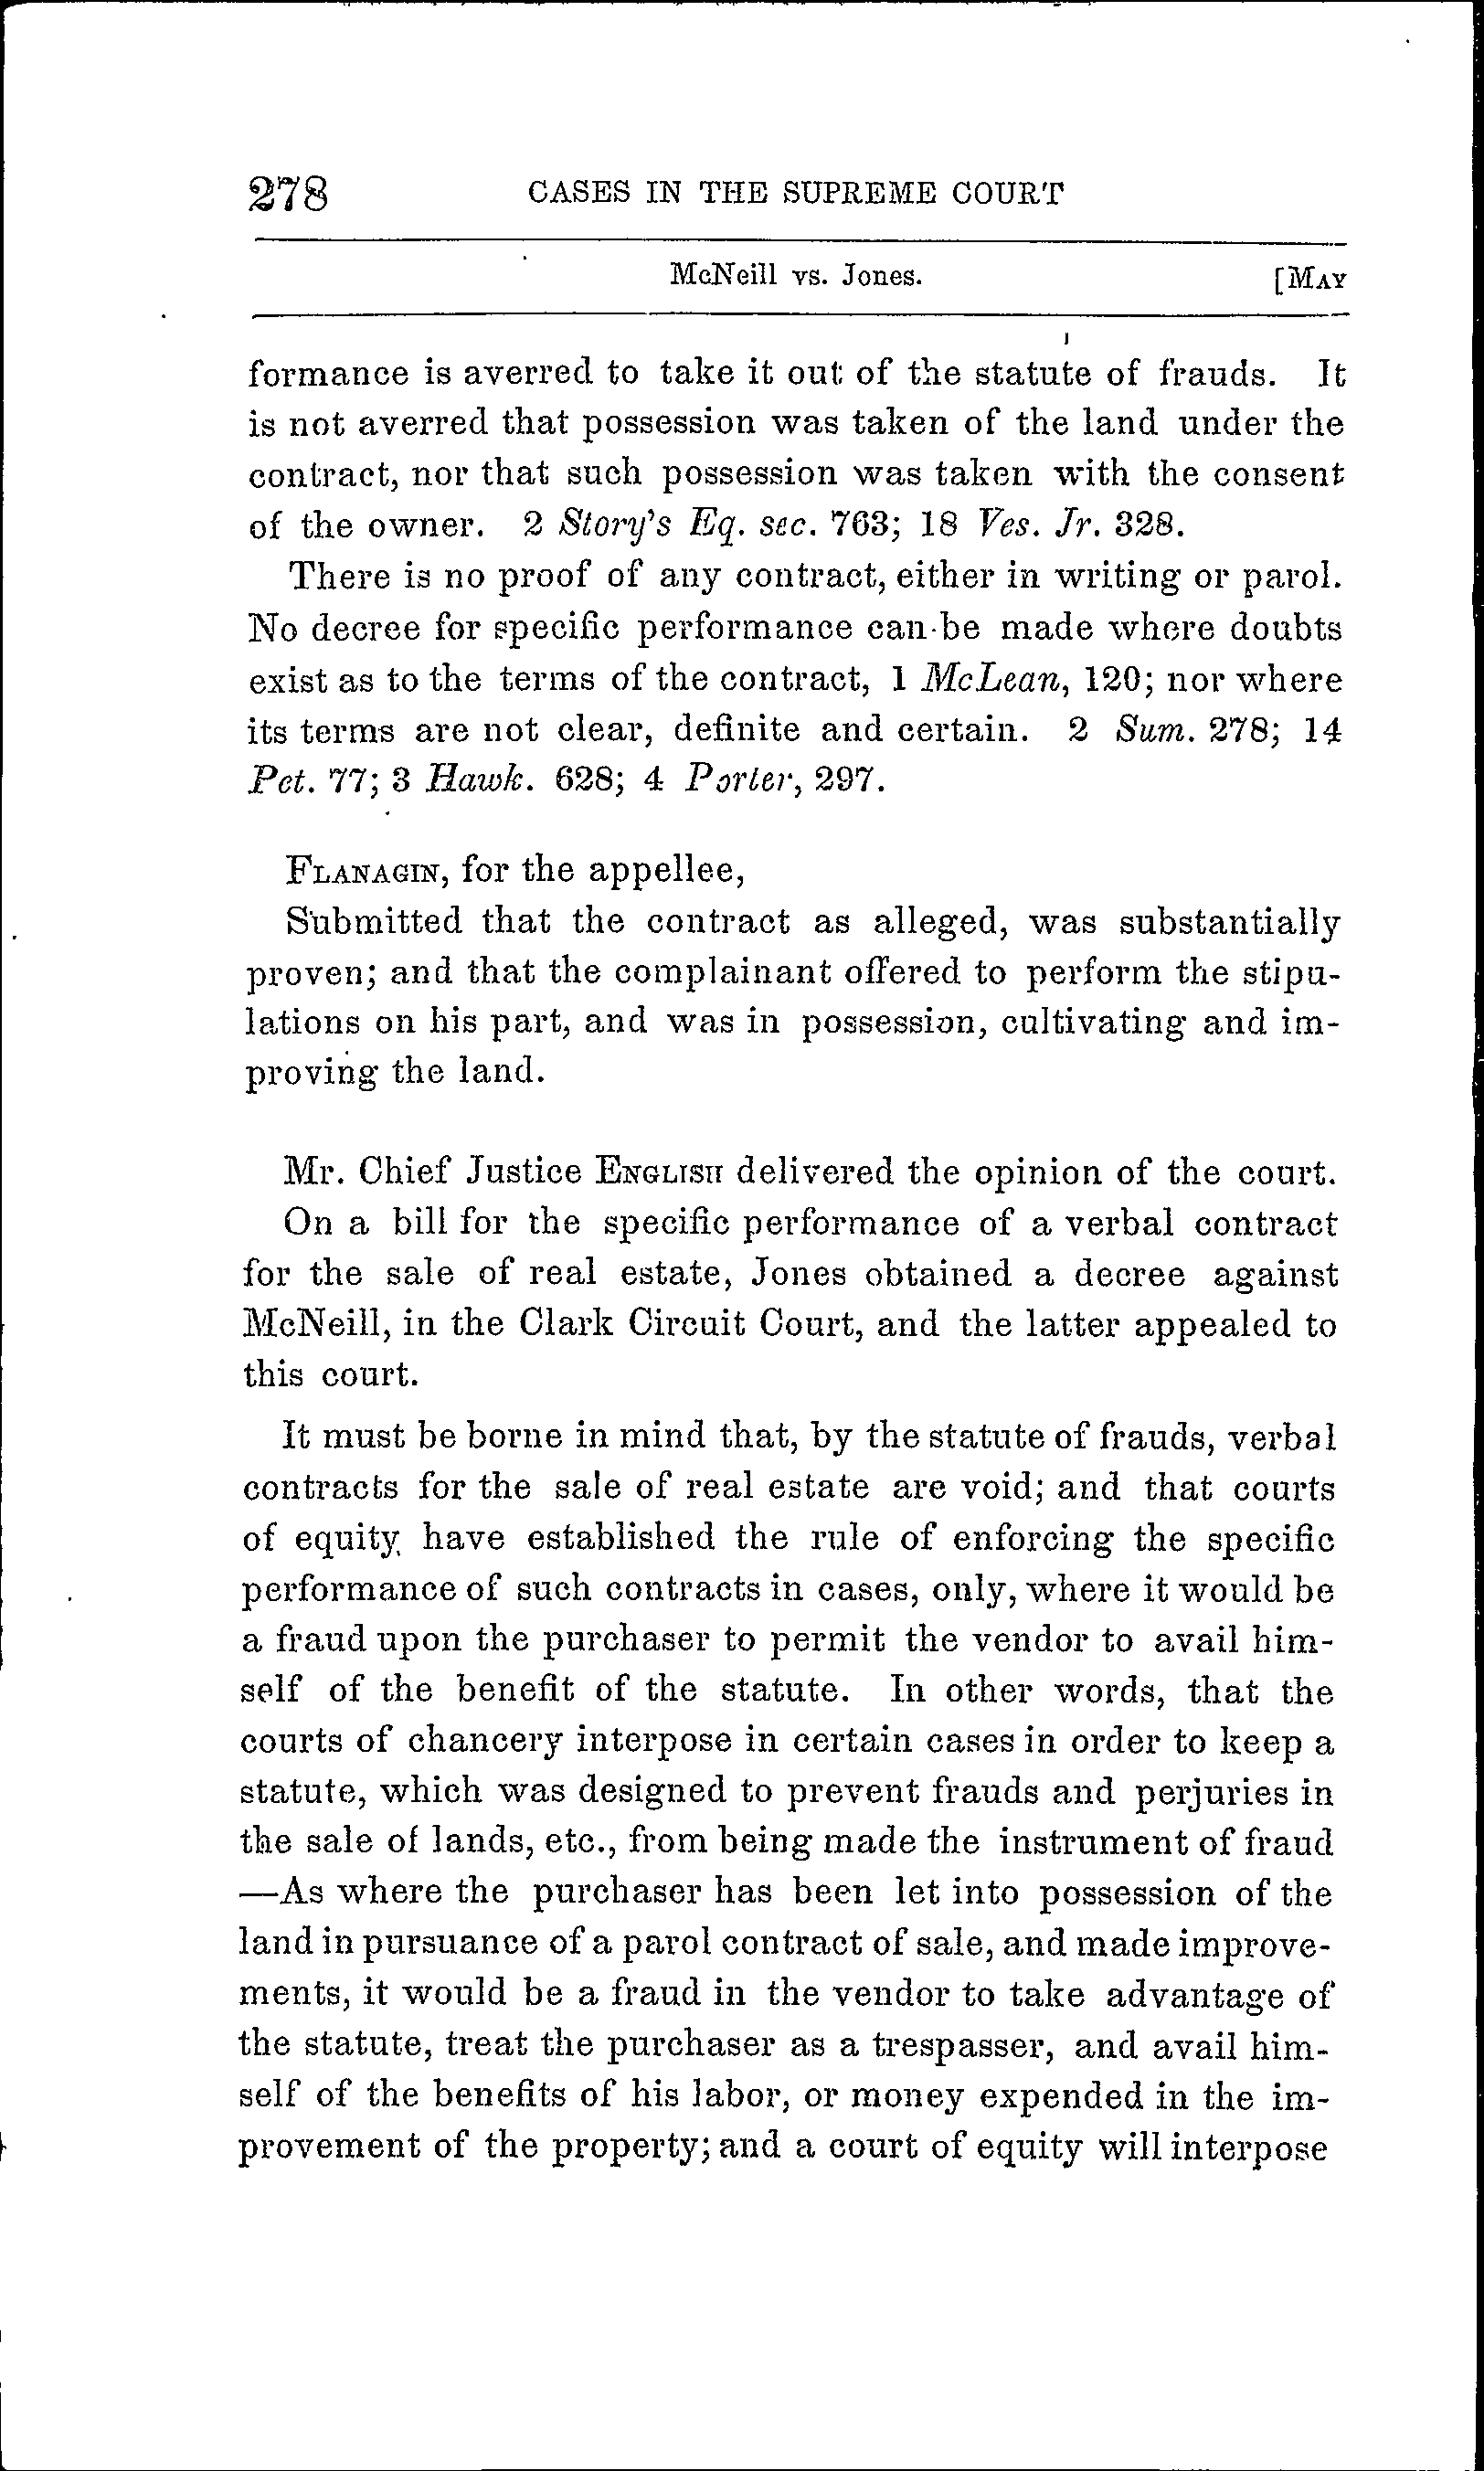 278 CASES IN THE SUPREME COURT
McNeill vs. Jones. [MAY
formance is averred to take it out of the statute of frauds. It
is not averred that possession was taken of the land under the
contract, nor that such possession was taken with the consent
of the owner. 2 Story's Eq. sec. 763; 18 Ves. Jr. 328.
There is no proof of any contract, either in writing or parol.
No decree for specific performance can be made where doubts
exist as to the terms of the contract, 1 McLean, 120; nor where
its terms are not clear, definite and certain. 2 Sum. 278; 14
Pet. 77; 3 Hawk. 628; 4 Porter, 297.
FLANAGIN, for the appellee,
Submitted that the contract as alleged, was substantially
proven; and that the complainant offered to perform the stipu-
lations on his part, and was in possession, cultivating and im-
proving the land.
Mr. Chief Justice ENGLISH delivered the opinion of the court.
On a bill for the specific performance of a verbal contract
for the sale of real estate, Jones obtained a decree against
McNeill, in the Clark Circuit Court, and the latter appealed to
this court.
It must be borne in mind that, by the statute of frauds, verbal
contracts for the sale of real estate are void; and that courts
of equity have established the rule of enforcing the specific
performance of such contracts in cases, only, where it would be
a fraud upon the purchaser to permit the vendor to avail him-
self of the benefit of the statute. In other words, that the
courts of chancery interpose in certain cases in order to keep a
statute, which was designed to prevent frauds and perjuries in
the sale of lands, etc., from being made the instrument of fraud
—As where the purchaser has been let into possession of the
land in pursuance of a parol contract of sale, and made improve-
ments, it would be a fraud in the vendor to take advantage of
the statute, treat the purchaser as a trespasser, and avail him-
self of the benefits of his labor, or money expended in the im-
provement of the property; and a court of equity will interpose